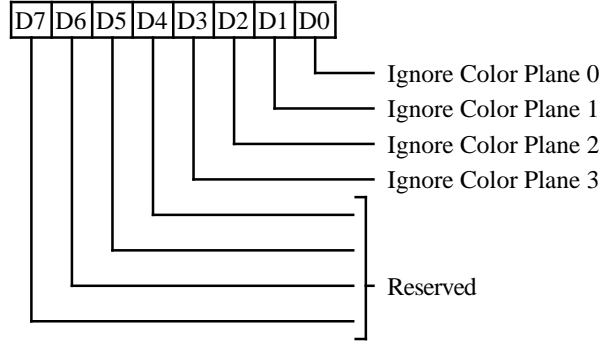 D7 D6 D5 D4 D3 D2 D1 D0
Ignore Color Plane 0
Ignore Color Plane 1
Ignore Color Plane 2
Ignore Color Plane 3
Reserved